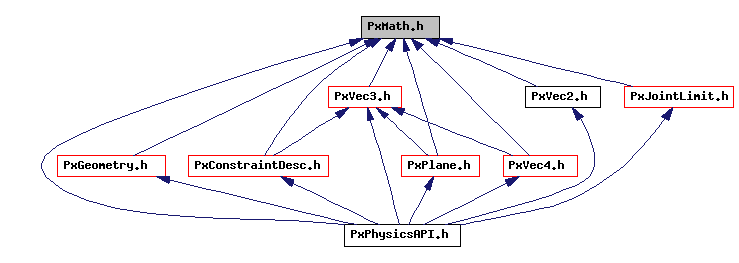 PxMath.h
PxVec3.h
PxVec2.h
PxJointLimit.h
PxGeometry.h
PxConstraintDesc.h
PxPlane.h
PxVec4.h
PxPhysicsAPI.h